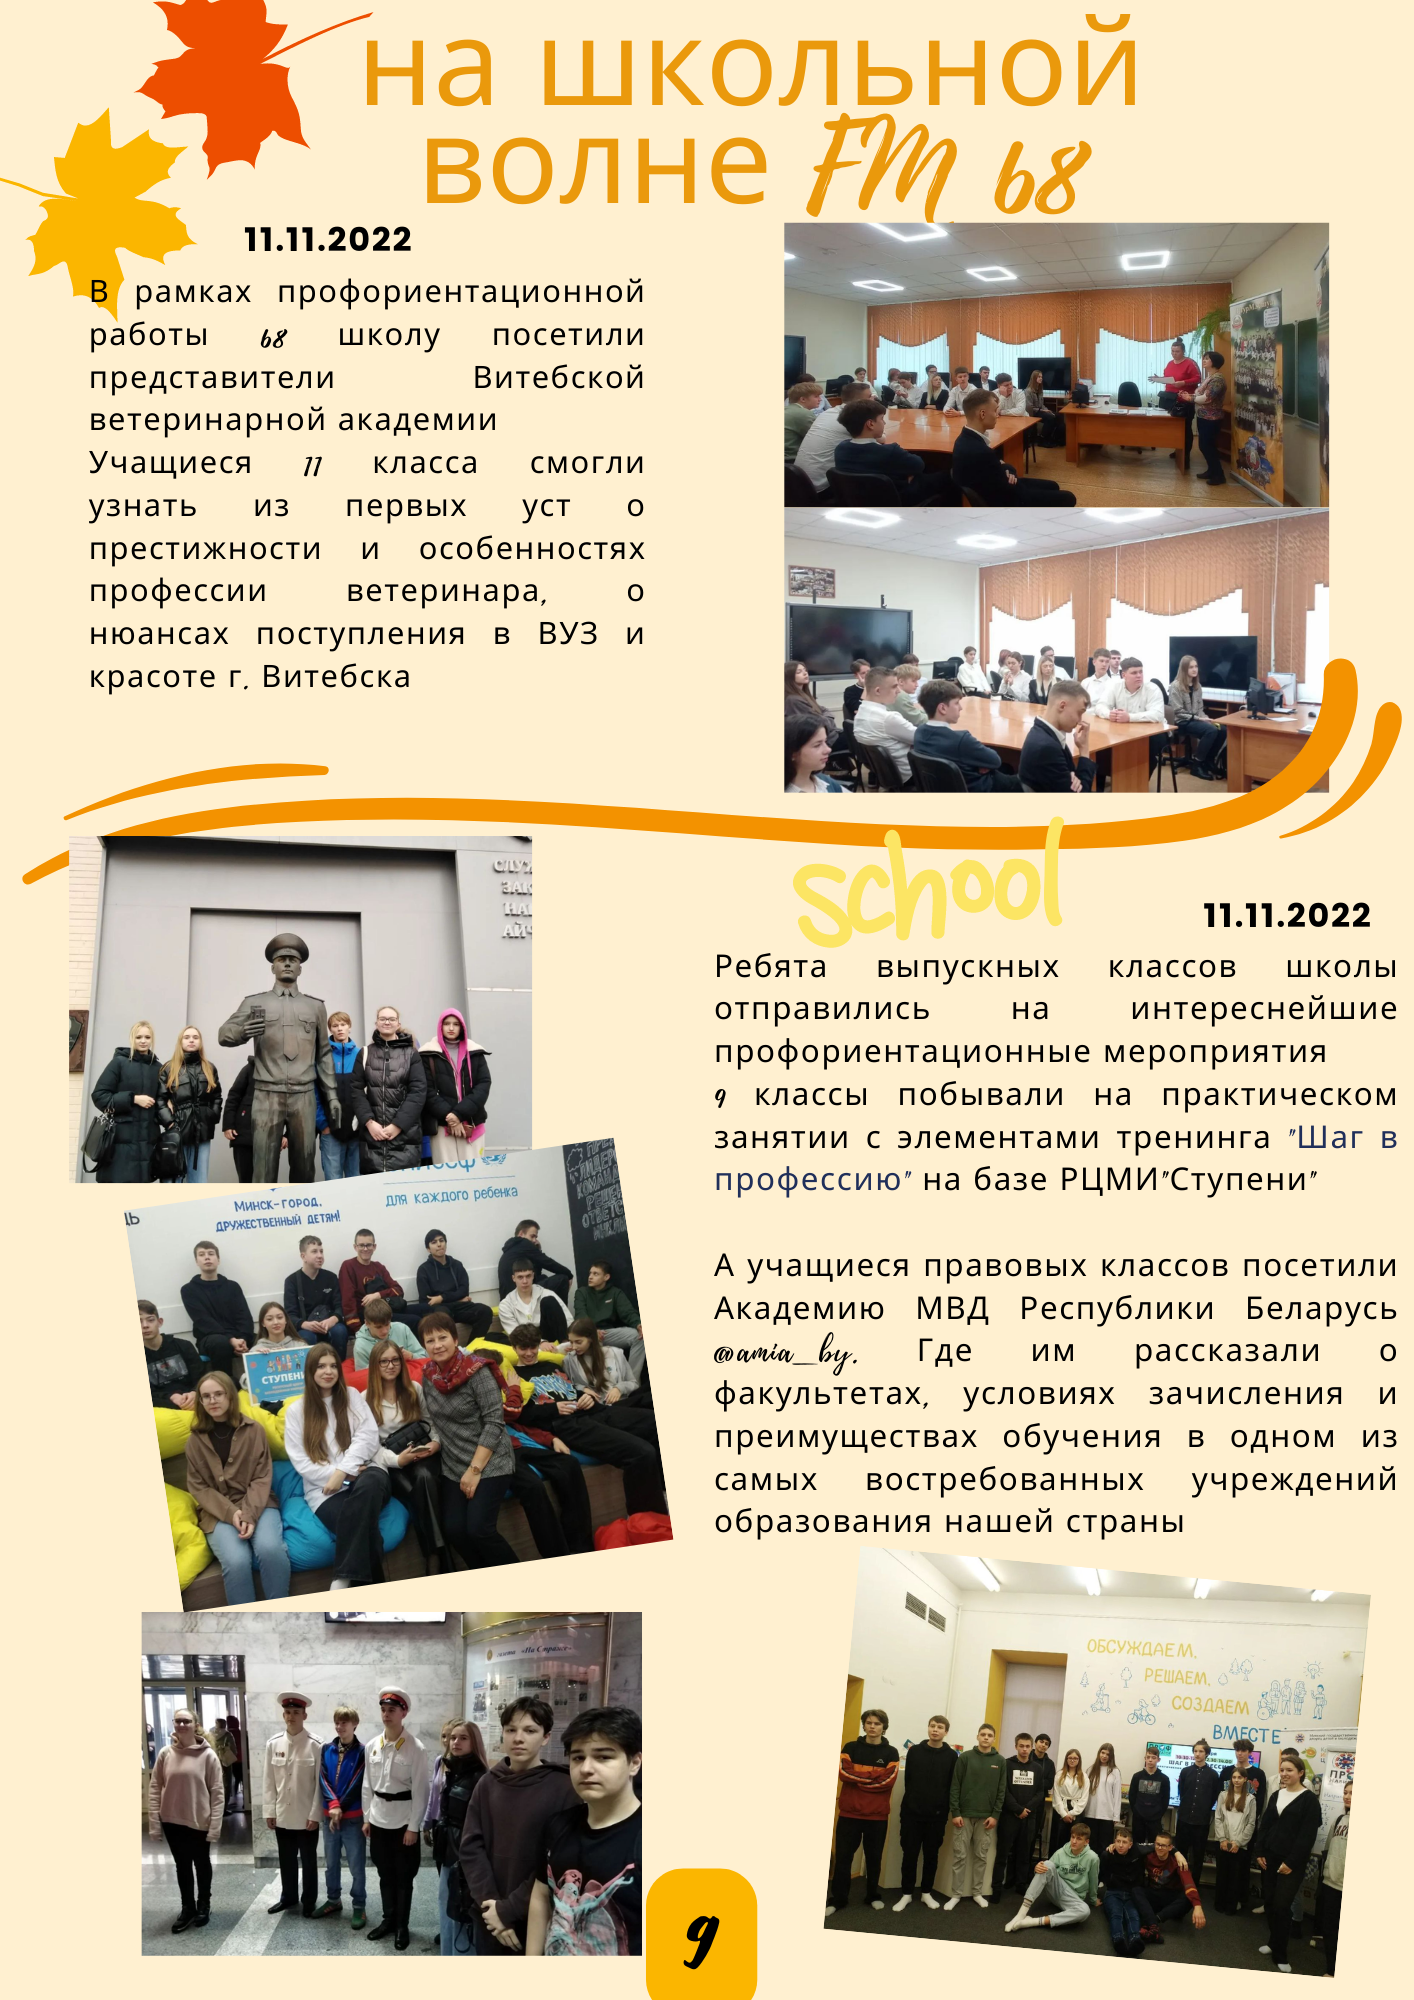 на школьной
волне FM 68
11.11.2022
В рамках профориентационной
работы 68 школу посетили
представители Витебской
ветеринарной академии
Учащиеся 11 класса смогли
узнать из первых уст о
престижности и особенностях
профессии ветеринара, о
нюансах поступления в ВУЗ и
красоте г. Витебска
school
11.11.2022
Ребята выпускных классов школы
отправились на интереснейшие
профориентационные мероприятия
9 классы побывали на практическом
занятии с элементами тренинга "Шаг в
профессию" на базе РЦМИ"Ступени"
А учащиеся правовых классов посетили
Академию МВД Республики Беларусь
@amia_by. Где им рассказали о
факультетах, условиях зачисления и
преимуществах обучения в одном из
самых востребованных учреждений
образования нашей страны
Минск-город,
дружественный детям!
для каждого ребенка
СТУПЕНИ
ОБСУЖДАЕМ,
РЕШАЕМ,
СОЗДАЕМ
ВМЕСТЕ
9